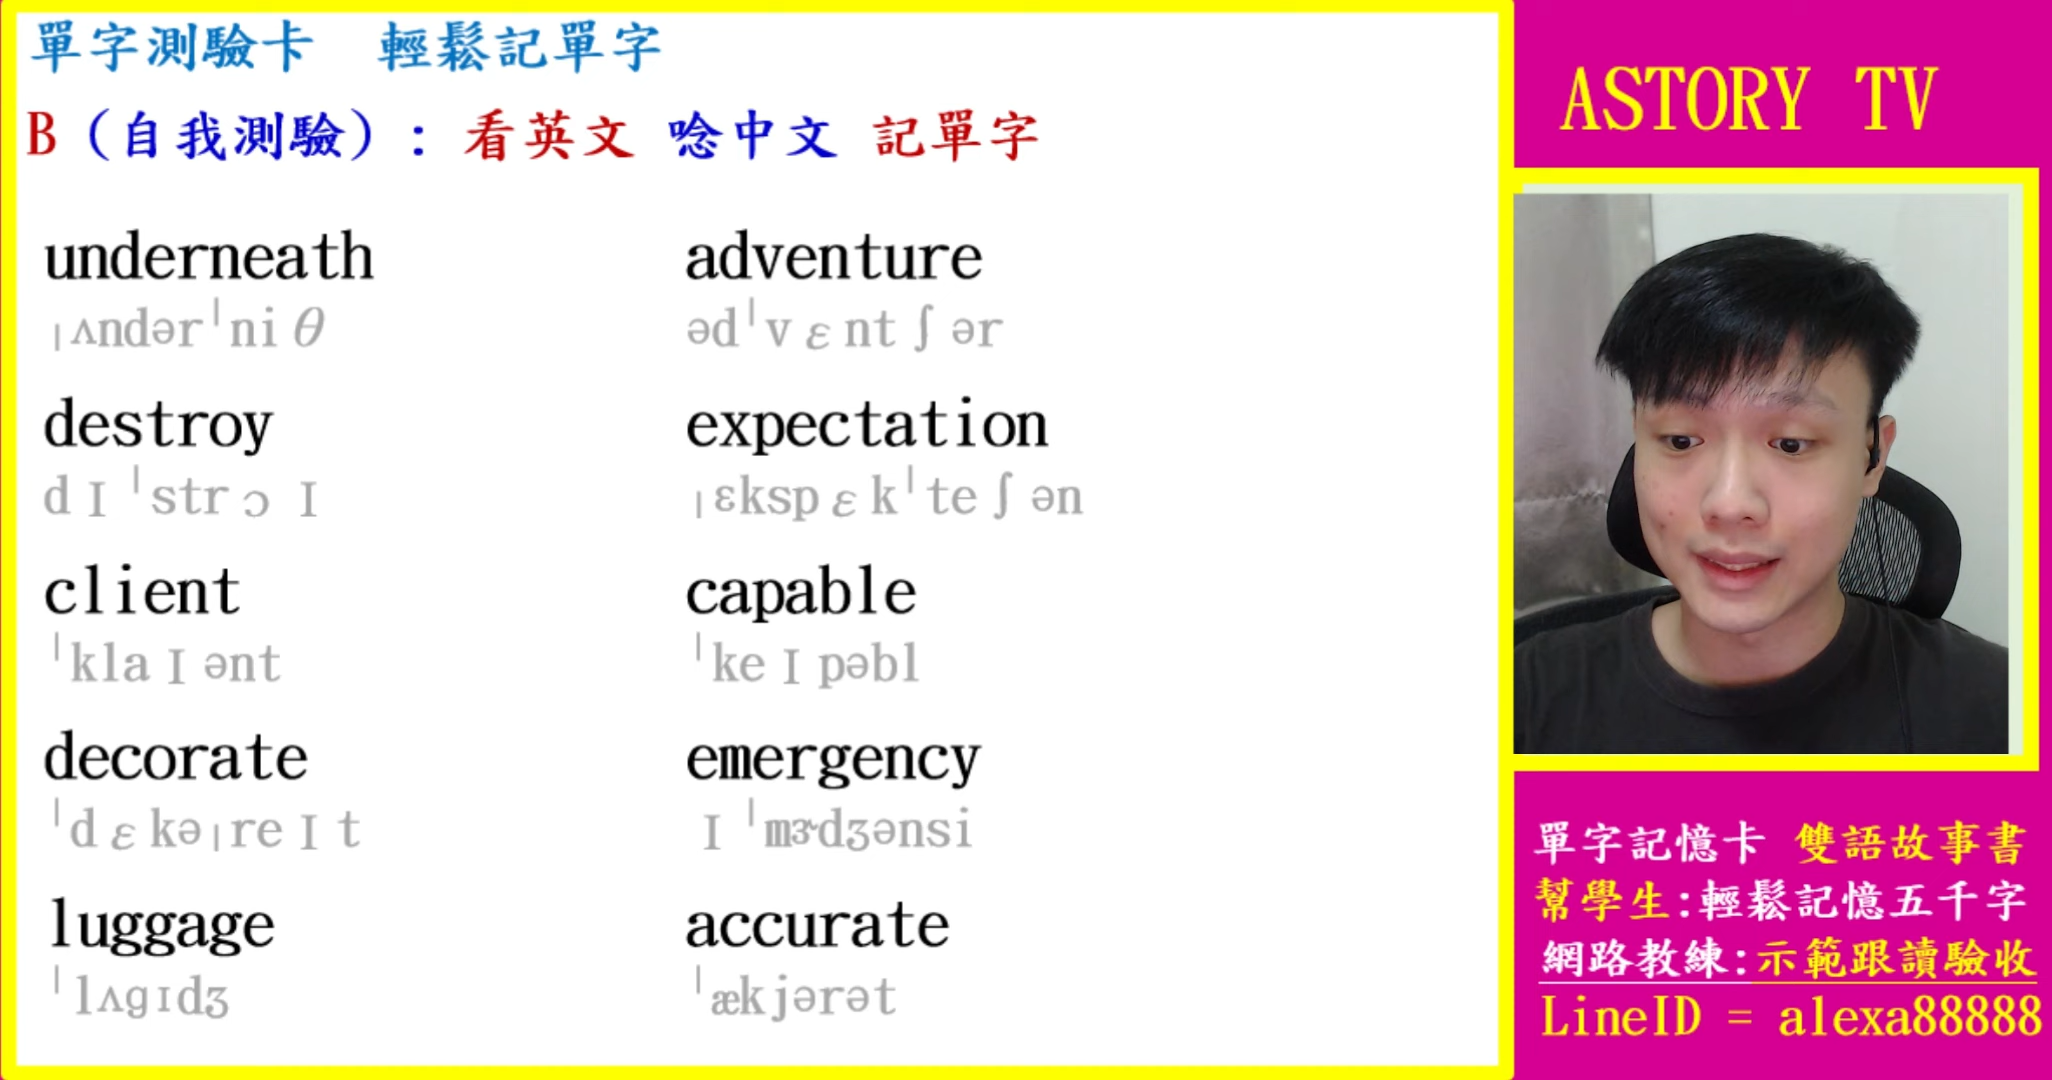 單字測驗卡 輕鬆記單字
B（自我測驗）: 看英文 唸中文 記單字
underneath
ˌʌndərˈniθ
destroy
dɪˈstrɔɪ
client
ˈklaɪənt
decorate
ˈdɛkəˌreɪt
luggage
ˈlʌgɪdʒ
adventure
ədˈvɛntʃər
expectation
ˌɛkspɛkˈteʃən
capable
ˈkeɪpəbl
emergency
ɪˈmɝdʒənsi
accurate
ˈækjərət
ASTORY TV
單字記憶卡 雙語故事書
幫學生:輕鬆記憶五千字
網路教練:示範跟讀驗收
LineID = alexa88888